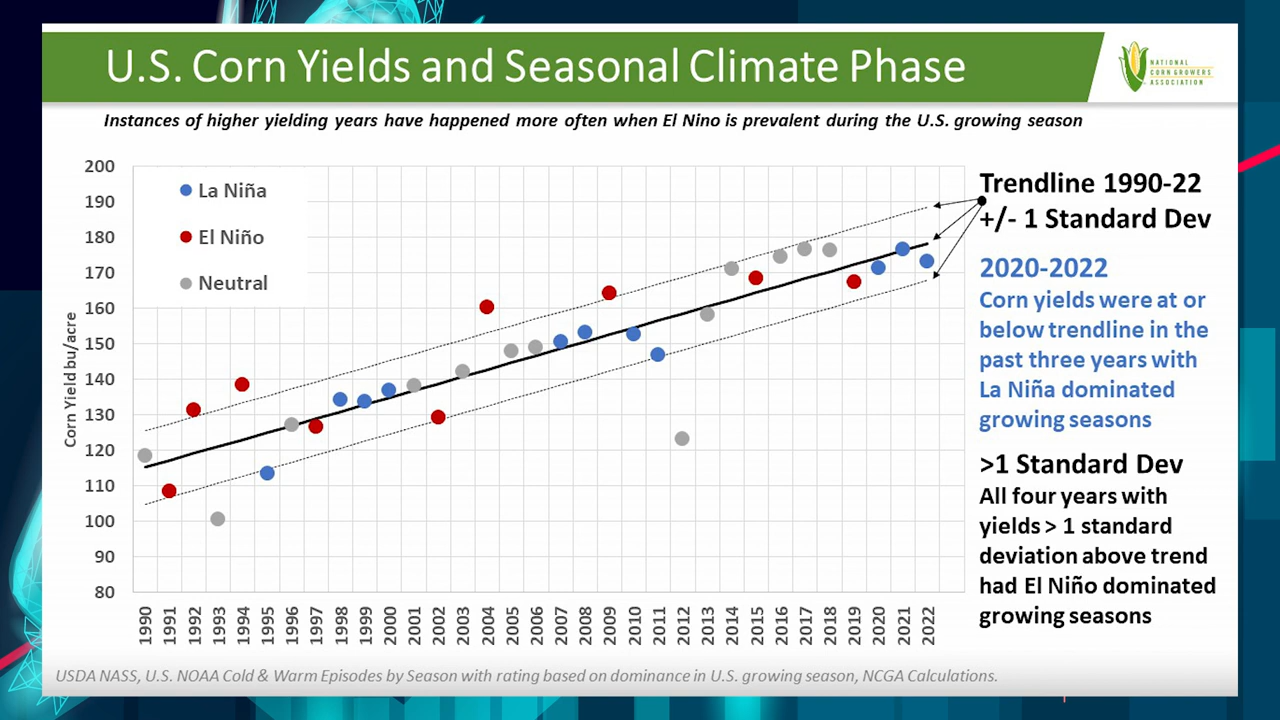 U.S. Corn Yields and Seasonal Climate Phase
NATIONAL
CORN GROWERS
ASSOCIATION
Instances of higher yielding years have happened more often when El Nino is prevalent during the U.S. growing season
200
190
180
170
160
150
140
130
120
110
100
90
80
Corn Yield bu/acre
La Niña
El Niño
Neutral
1990
1991
1992
1993
1994
1995
1996
1997
1998
1999
2000
2001
2002
2003
2004
2005
2006
2007
2008
2009
2010
2011
2012
2013
2014
2015
2016
2017
2018
2019
2020
2021
2022
Trendline 1990-22
+/- 1 Standard Dev
2020-2022
Corn yields were at or
below trendline in the
past three years with
La Niña dominated
growing seasons
>1 Standard Dev
All four years with
yields > 1 standard
deviation above trend
had El Niño dominated
growing seasons
USDA NASS, U.S. NOAA Cold & Warm Episodes by Season with rating based on dominance in U.S. growing season, NCGA Calculations.